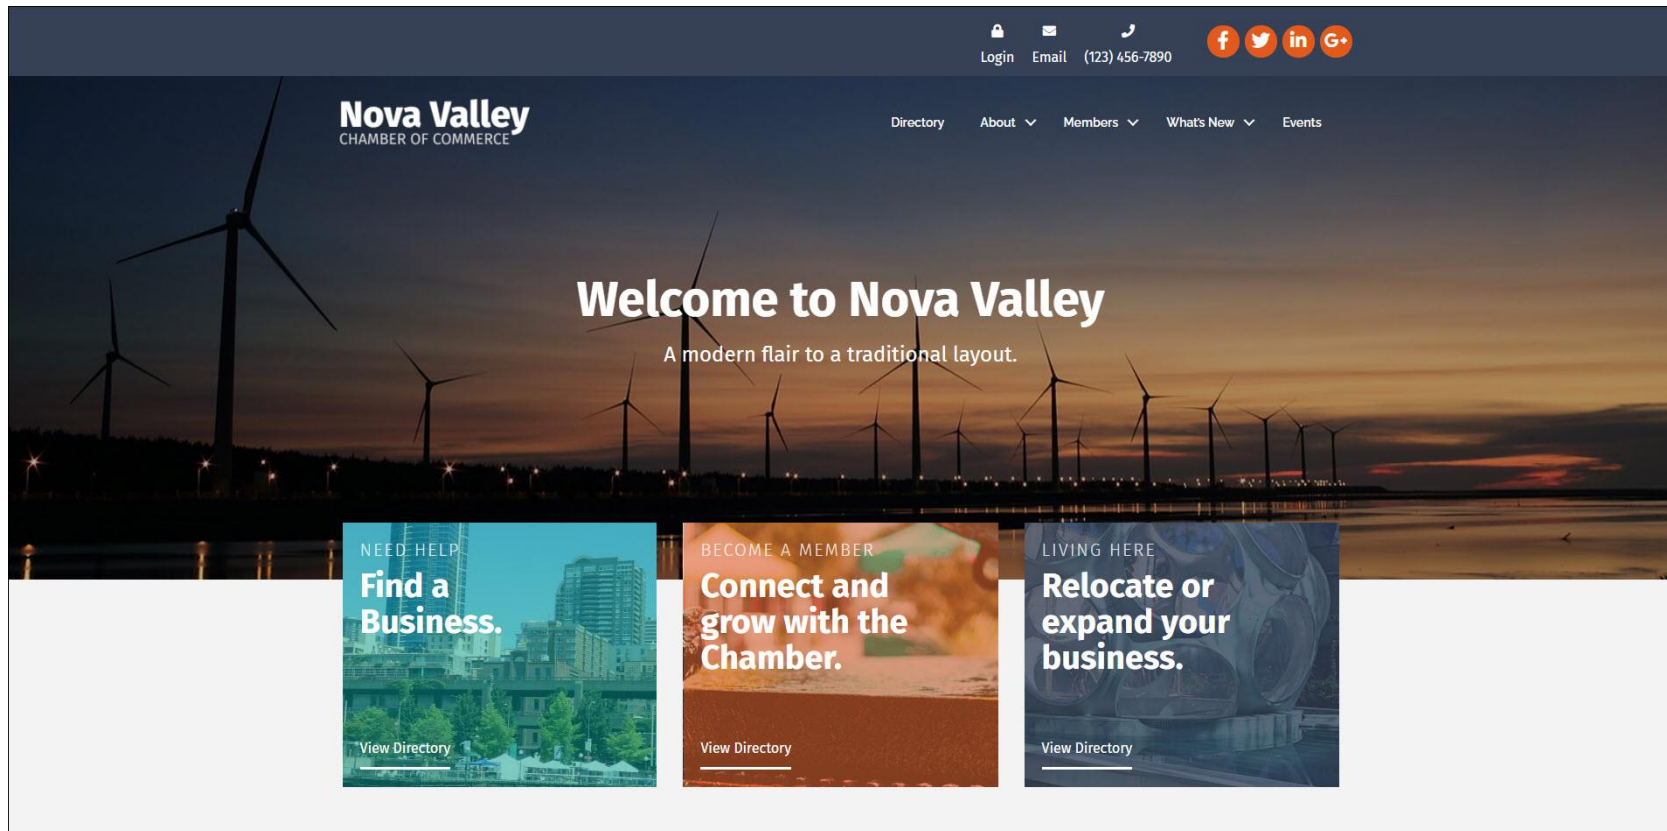 Login Email (123) 456-7890
Nova Valley
CHAMBER OF COMMERCE
Directory About Members What's New Events
Welcome to Nova Valley
A modern flair to a traditional layout.
NEED HELP
Find a
Business.
View Directory
BECOME A MEMBER
Connect and
grow with the
Chamber.
View Directory
LIVING HERE
Relocate or
expand your
business.
View Directory